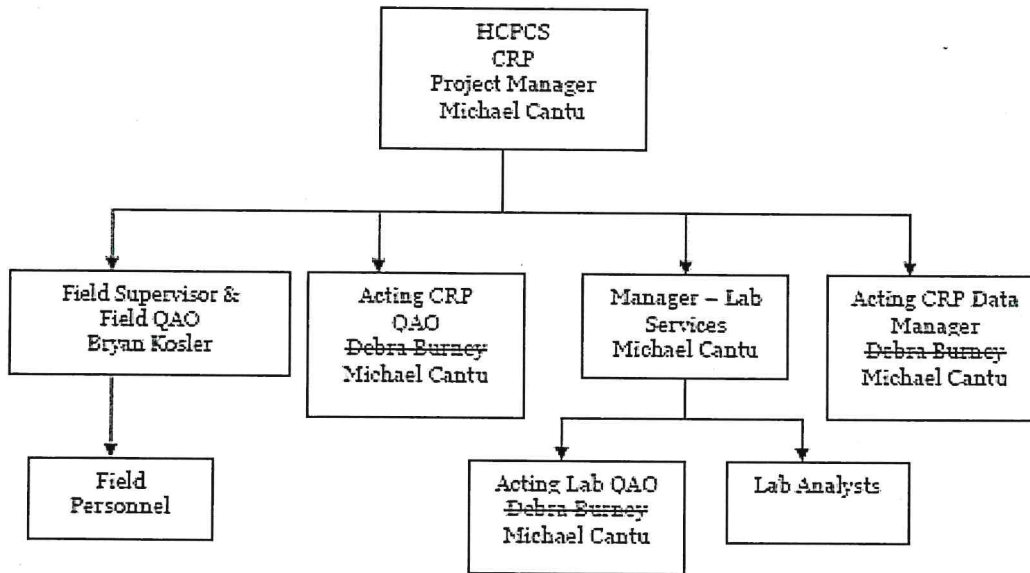 HCPCS
CRP
Project Manager
Michael Cantu
Field Supervisor &
Field QAO
Bryan Kosler
Acting CRP
QAO
Debra Burney
Michael Cantu
Manager – Lab
Services
Michael Cantu
Acting CRP Data
Manager
Debra Burney
Michael Cantu
Field
Personnel
Acting Lab QAO
Debra Burney
Michael Cantu
Lab Analysts